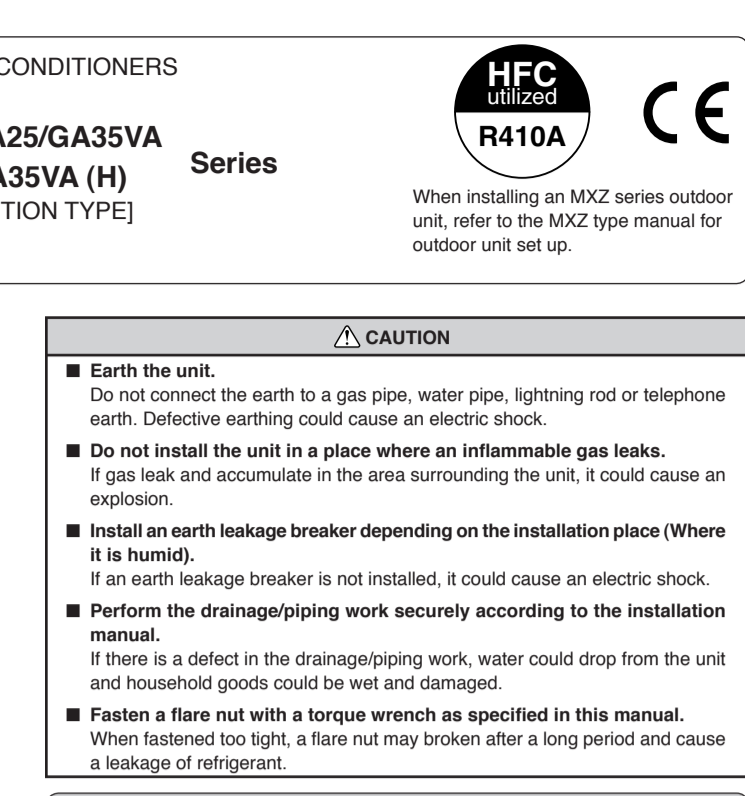 CONDITIONERS
A25/GA35VA
A35VA (H)
Series
TION TYPE]
HFC
utilized
R410A
CE
When installing an MXZ series outdoor
unit, refer to the MXZ type manual for
outdoor unit set up.
CAUTION
■ Earth the unit.
Do not connect the earth to a gas pipe, water pipe, lightning rod or telephone
earth. Defective earthing could cause an electric shock.
■ Do not install the unit in a place where an inflammable gas leaks.
If gas leak and accumulate in the area surrounding the unit, it could cause an
explosion.
■ Install an earth leakage breaker depending on the installation place (Where
it is humid).
If an earth leakage breaker is not installed, it could cause an electric shock.
■ Perform the drainage/piping work securely according to the installation
manual.
If there is a defect in the drainage/piping work, water could drop from the unit
and household goods could be wet and damaged.
■ Fasten a flare nut with a torque wrench as specified in this manual.
When fastened too tight, a flare nut may broken after a long period and cause
a leakage of refrigerant.